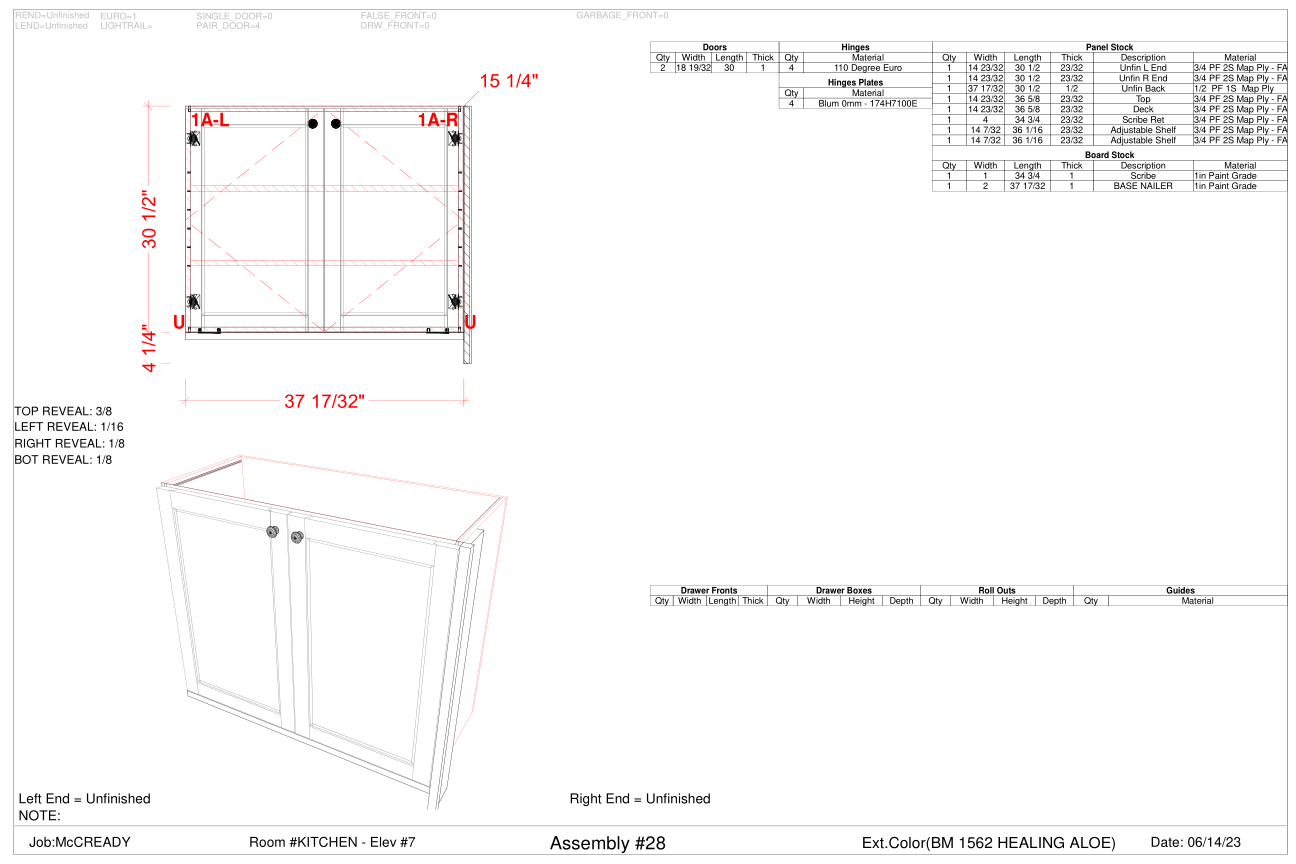 REND=Unfinished EURO=1 SINGLE_DOOR=0 FALSE_FRONT=0 GARBAGE_FRONT=0
LEND=Unfinished LIGHTRAIL= PAIR_DOOR=4 DRW_FRONT=0
15 1/4"
1A-L 1A-R
30 1/2"
U U
4 1/4"
37 17/32"
TOP REVEAL: 3/8
LEFT REVEAL: 1/16
RIGHT REVEAL: 1/8
BOT REVEAL: 1/8
Doors
Qty Width Length Thick
2 18 19/32 30 1
Hinges
Qty Material
4 110 Degree Euro
Hinges Plates
Qty Material
4 Blum 0mm - 174H7100E
Panel Stock
Qty Width Length Thick Description Material
1 14 23/32 30 1/2 23/32 Unfin L End 3/4 PF 2S Map Ply - FA
1 14 23/32 30 1/2 23/32 Unfin R End 3/4 PF 2S Map Ply - FA
1 37 17/32 30 1/2 1/2 Unfin Back 1/2 PF 1S Map Ply
1 14 23/32 36 5/8 23/32 Top 3/4 PF 2S Map Ply - FA
1 14 23/32 36 5/8 23/32 Deck 3/4 PF 2S Map Ply - FA
1 4 34 3/4 23/32 Scribe Ret 3/4 PF 2S Map Ply - FA
1 14 7/32 36 1/16 23/32 Adjustable Shelf 3/4 PF 2S Map Ply - FA
1 14 7/32 36 1/16 23/32 Adjustable Shelf 3/4 PF 2S Map Ply - FA
Board Stock
Qty Width Length Thick Description Material
1 1 34 3/4 1 Scribe 1in Paint Grade
1 2 37 17/32 1 BASE NAILER 1in Paint Grade
Drawer Fronts Drawer Boxes Roll Outs Guides
Qty Width Length Thick Qty Width Height Depth Qty Width Height Depth Qty Material
Left End = Unfinished Right End = Unfinished
NOTE:
Job:McCREADY Room #KITCHEN - Elev #7 Assembly #28 Ext.Color(BM 1562 HEALING ALOE) Date: 06/14/23